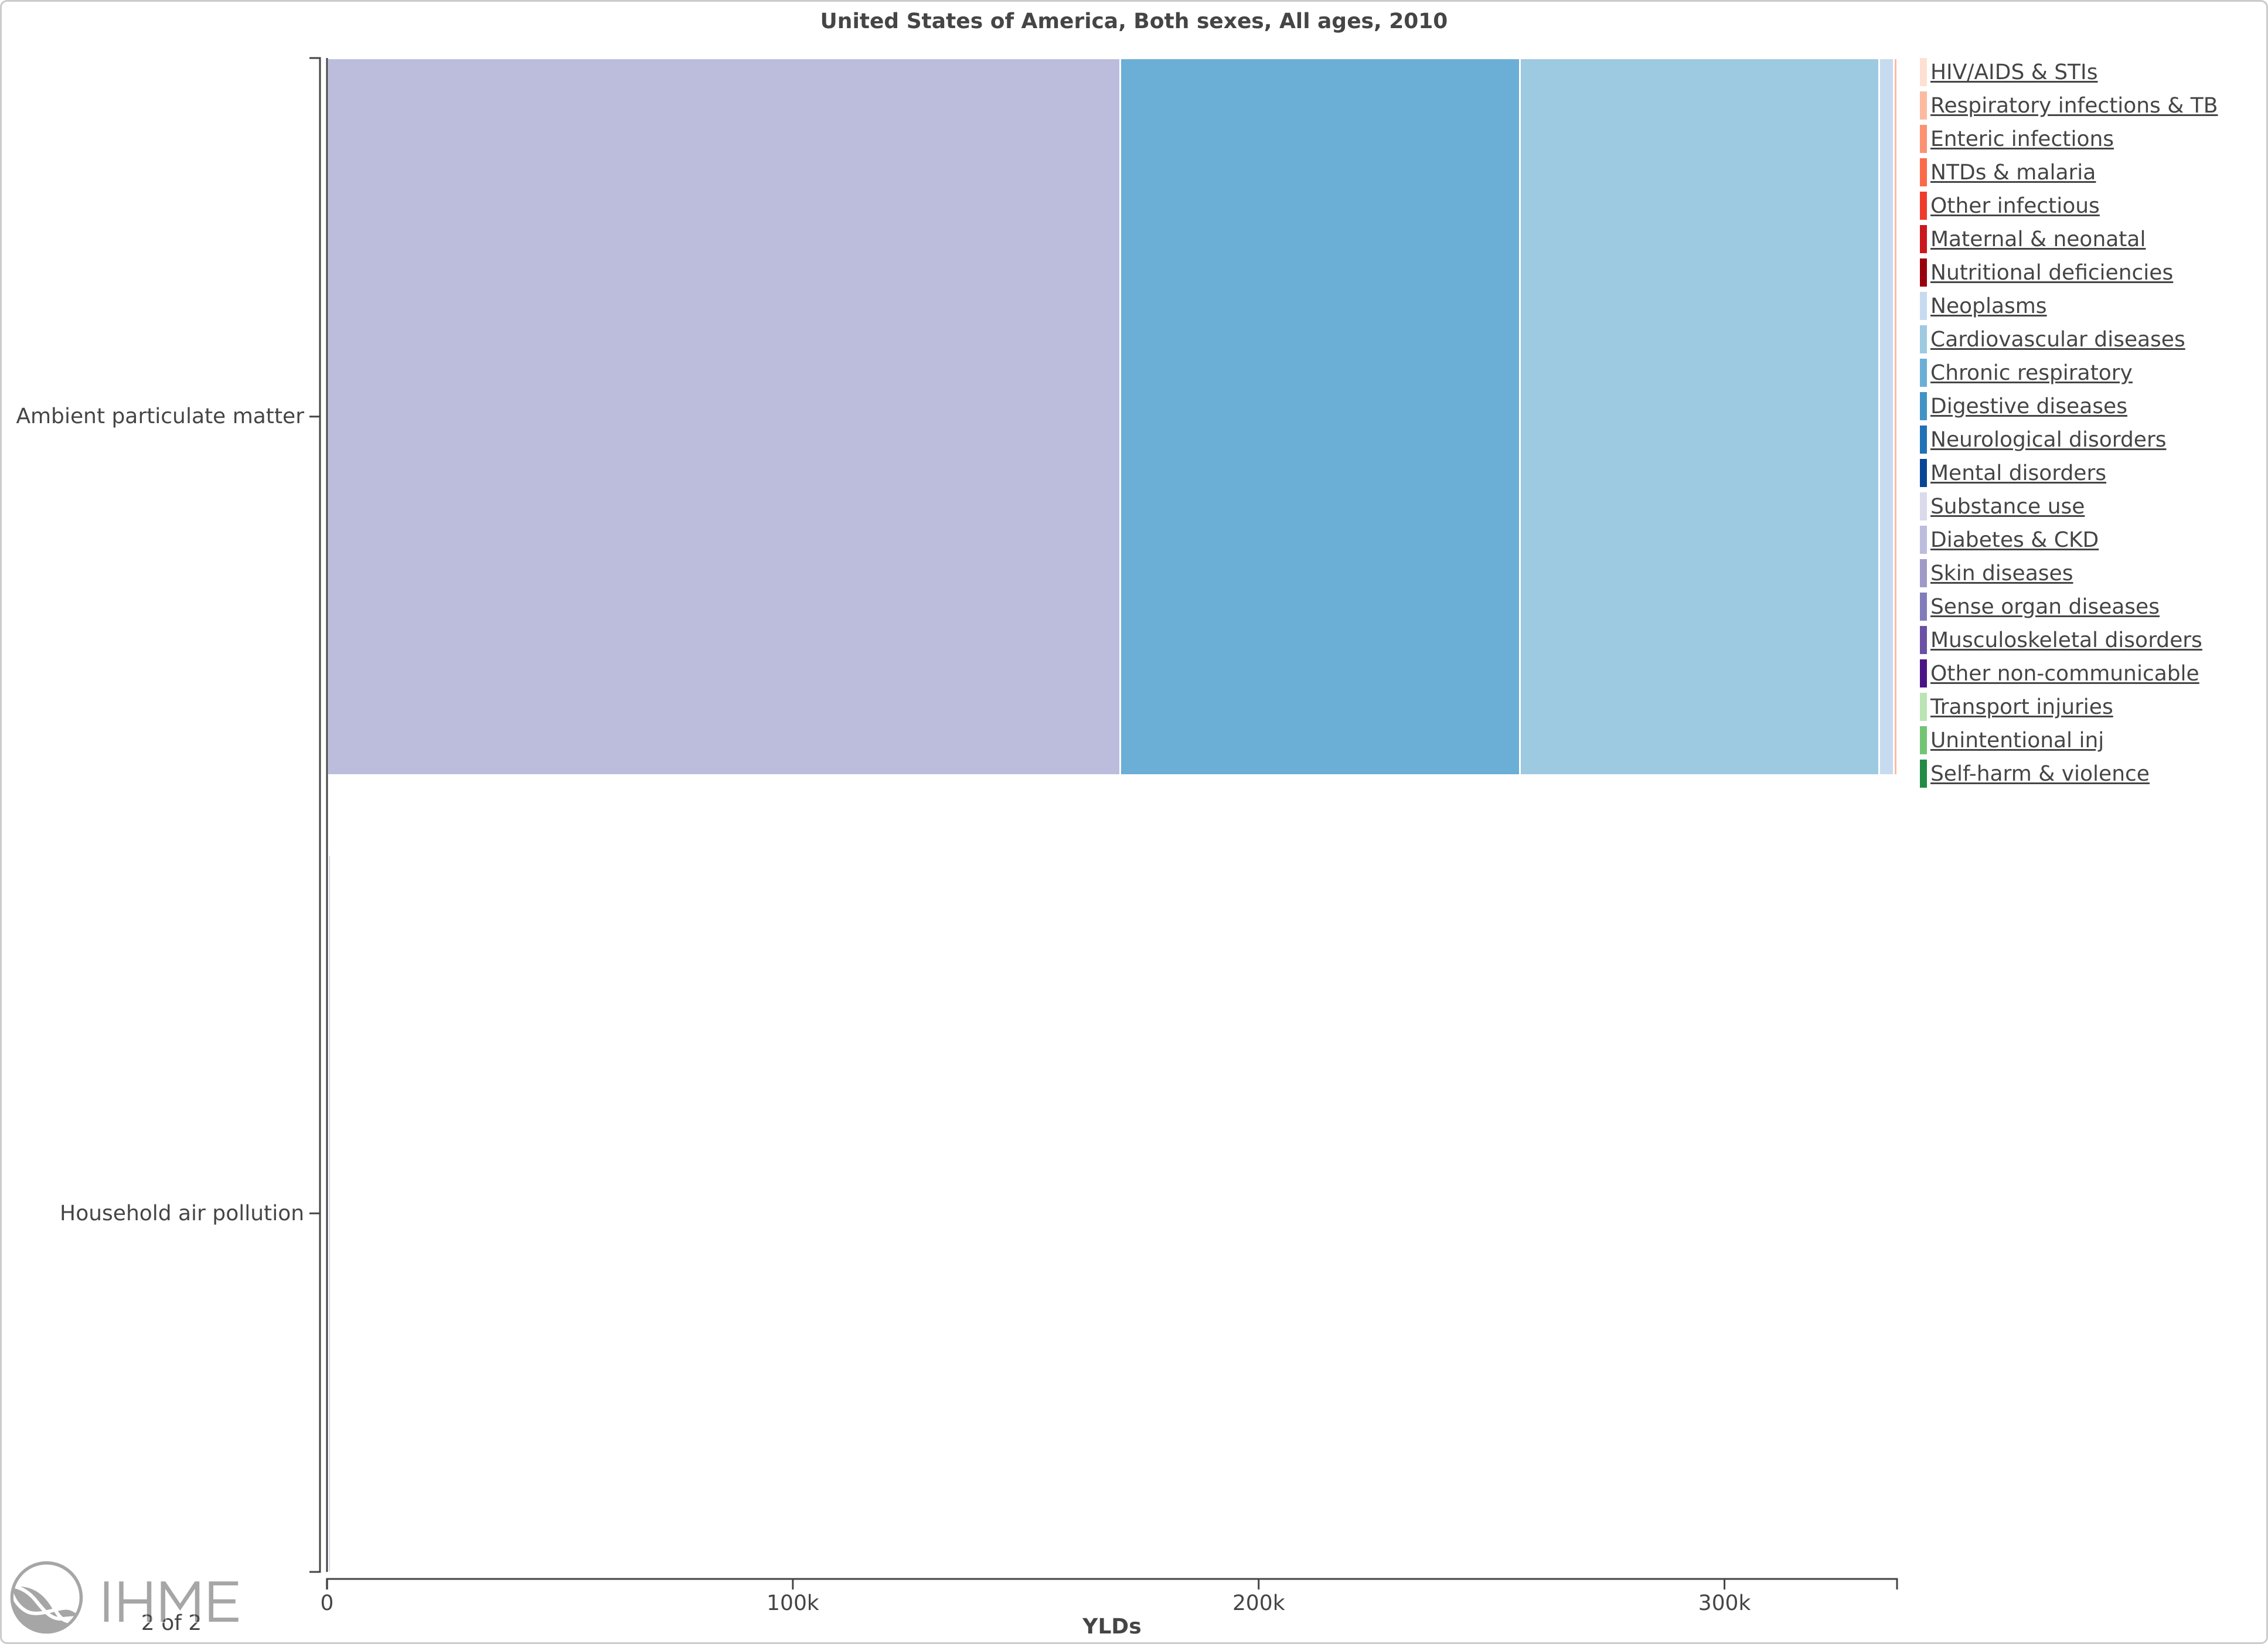 United States of America, Both sexes, All ages, 2010
Ambient particulate matter
Household air pollution
HIV/AIDS & STIs
Respiratory infections & TB
Enteric infections
NTDs & malaria
Other infectious
Maternal & neonatal
Nutritional deficiencies
Neoplasms
Cardiovascular diseases
Chronic respiratory
Digestive diseases
Neurological disorders
Mental disorders
Substance use
Diabetes & CKD
Skin diseases
Sense organ diseases
Musculoskeletal disorders
Other non-communicable
Transport injuries
Unintentional inj
Self-harm & violence
0 100k 200k 300k
YLDs
IHME
2 of 2